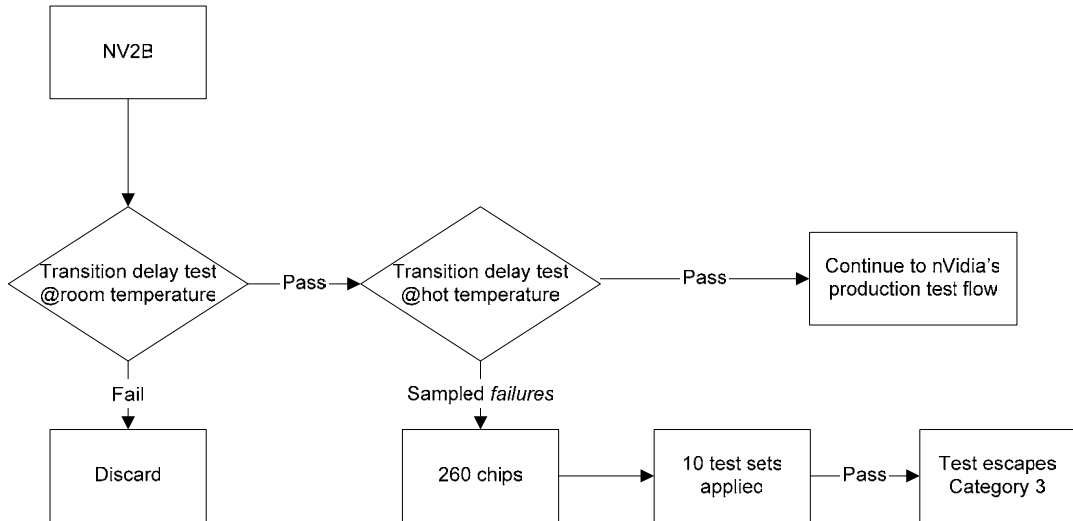 NV2B
Transition delay test
@room temperature
Pass
Transition delay test
@hot temperature
Pass
Continue to nVidia's
production test flow
Fail
Sampled failures
Discard
260 chips
10 test sets
applied
Pass
Test escapes
Category 3